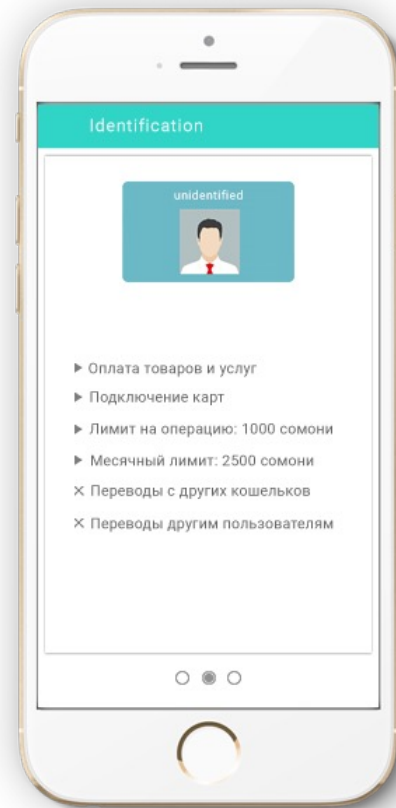 Identification
unidentified
Оплата товаров и услуг
Подключение карт
Лимит на операцию: 1000 сомони
Месячный лимит: 2500 сомони
Переводы с других кошельков
Переводы другим пользователям